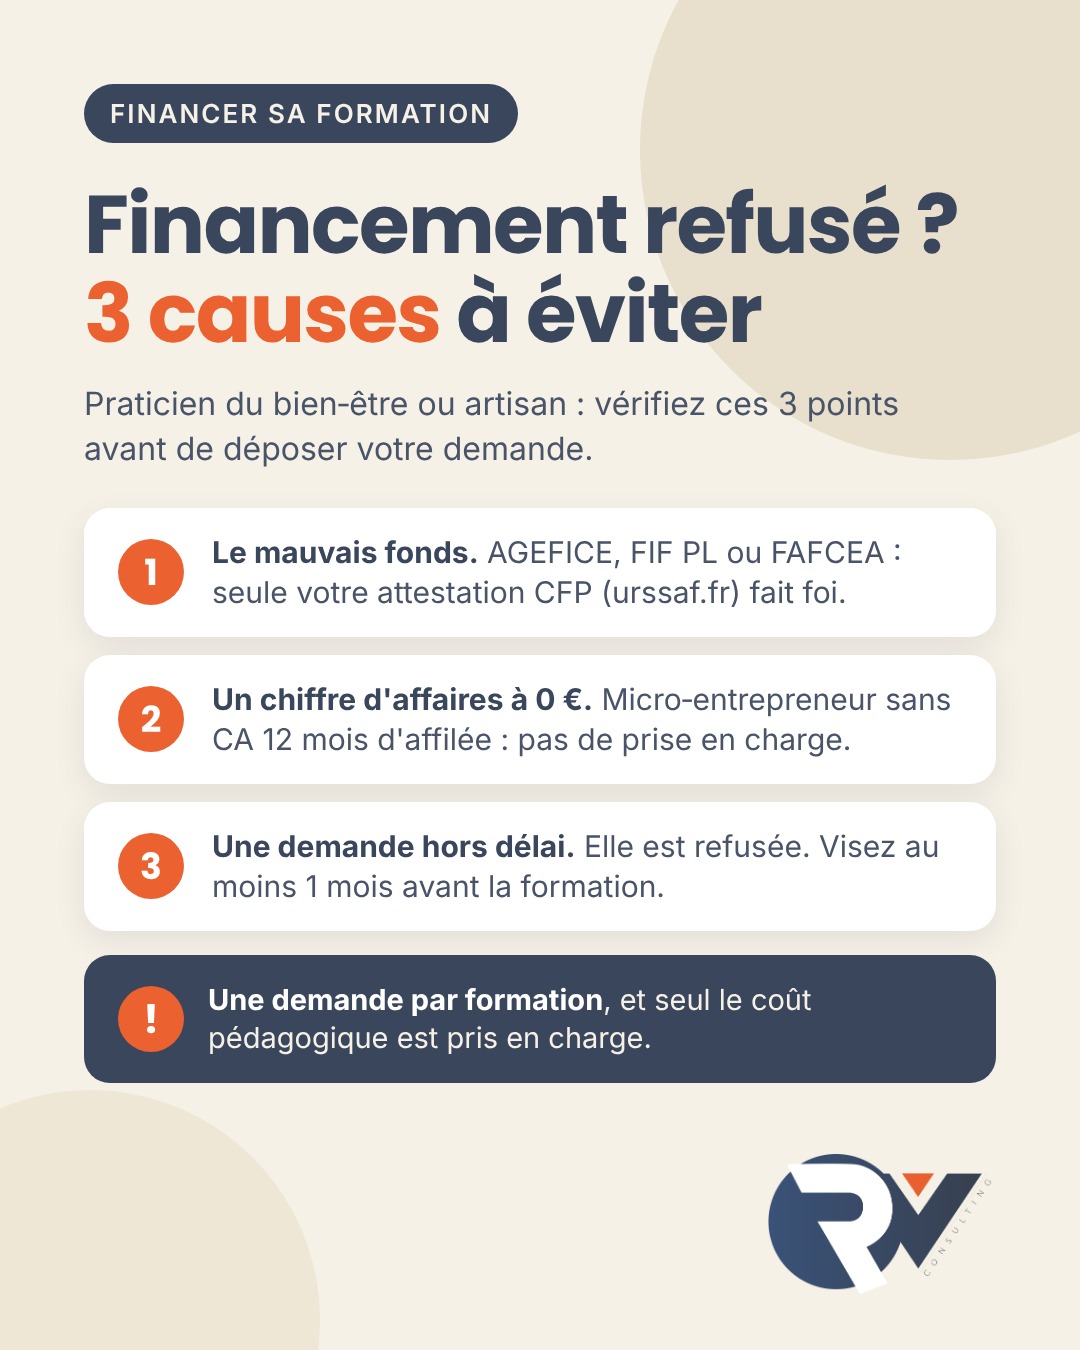 FINANCER SA FORMATION
Financement refusé ?
3 causes à éviter
Praticien du bien-être ou artisan : vérifiez ces 3 points
avant de déposer votre demande.
1
Le mauvais fonds. AGEFICE, FIF PL ou FAFCEA :
seule votre attestation CFP (urssaf.fr) fait foi.
2
Un chiffre d'affaires à 0 €. Micro-entrepreneur sans
CA 12 mois d'affilée : pas de prise en charge.
3
Une demande hors délai. Elle est refusée. Visez au
moins 1 mois avant la formation.
!
Une demande par formation, et seul le coût
pédagogique est pris en charge.
RV
CONSULTING